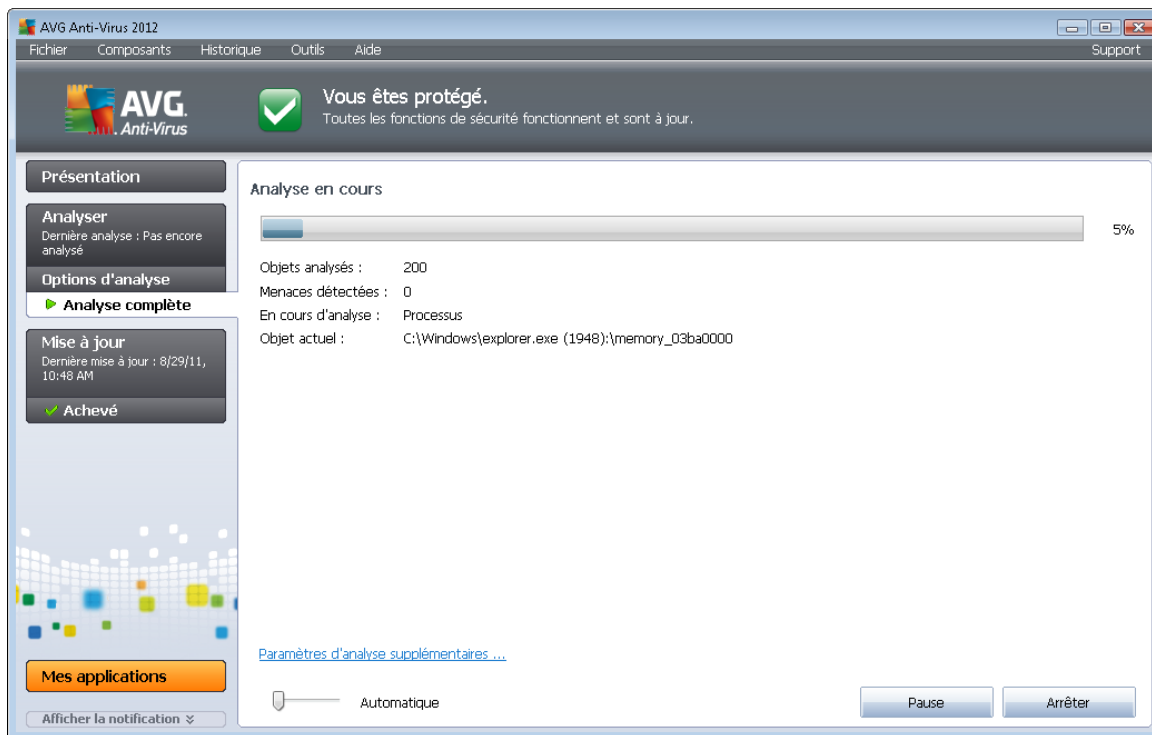 AVG Anti-Virus 2012
Fichier Composants Historique Outils Aide Support
AVG.
Anti-Virus
Vous êtes protégé.
Toutes les fonctions de sécurité fonctionnent et sont à jour.
Présentation
Analyser
Dernière analyse : Pas encore
analysé
Options d'analyse
Analyse complète
Mise à jour
Dernière mise à jour : 8/29/11,
10:48 AM
Achevé
Mes applications
Afficher la notification
Analyse en cours
5%
Objets analysés : 200
Menaces détectées : 0
En cours d'analyse : Processus
Objet actuel : C:\Windows\explorer.exe (1948):\memory_03ba0000
Paramètres d'analyse supplémentaires ...
Automatique
Pause
Arrêter